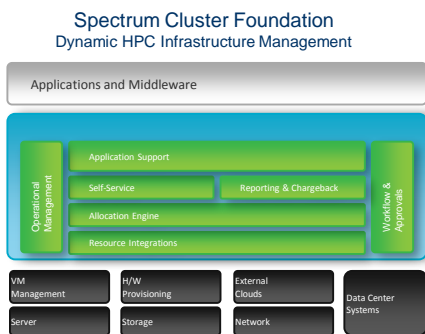 Spectrum Cluster Foundation
Dynamic HPC Infrastructure Management
Applications and Middleware
Operational
Management
Application Support
Self-Service
Reporting & Chargeback
Allocation Engine
Resource Integrations
Workflow &
Approvals
VM
Management
H/W
Provisioning
External
Clouds
Data Center
Systems
Server
Storage
Network